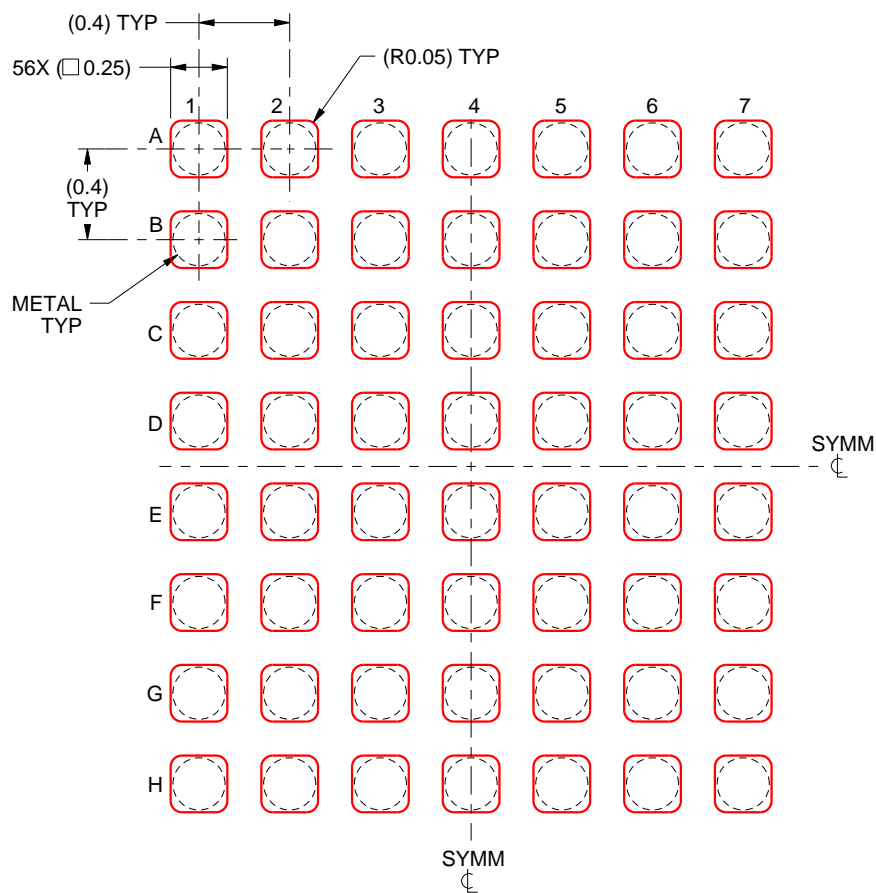 (0.4) TYP
56X (□ 0.25)
(R0.05) TYP
1 2 3 4 5 6 7
A
(0.4)
TYP
B
METAL
TYP
C
D
SYMM
℄
E
F
G
H
SYMM
℄